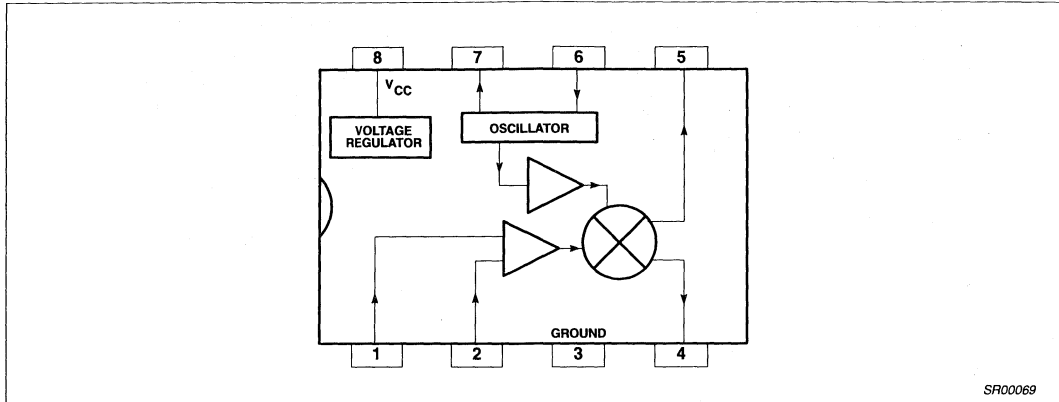 8 7 6 5
VCC
VOLTAGE
REGULATOR
OSCILLATOR
GROUND
1 2 3 4
SR00069